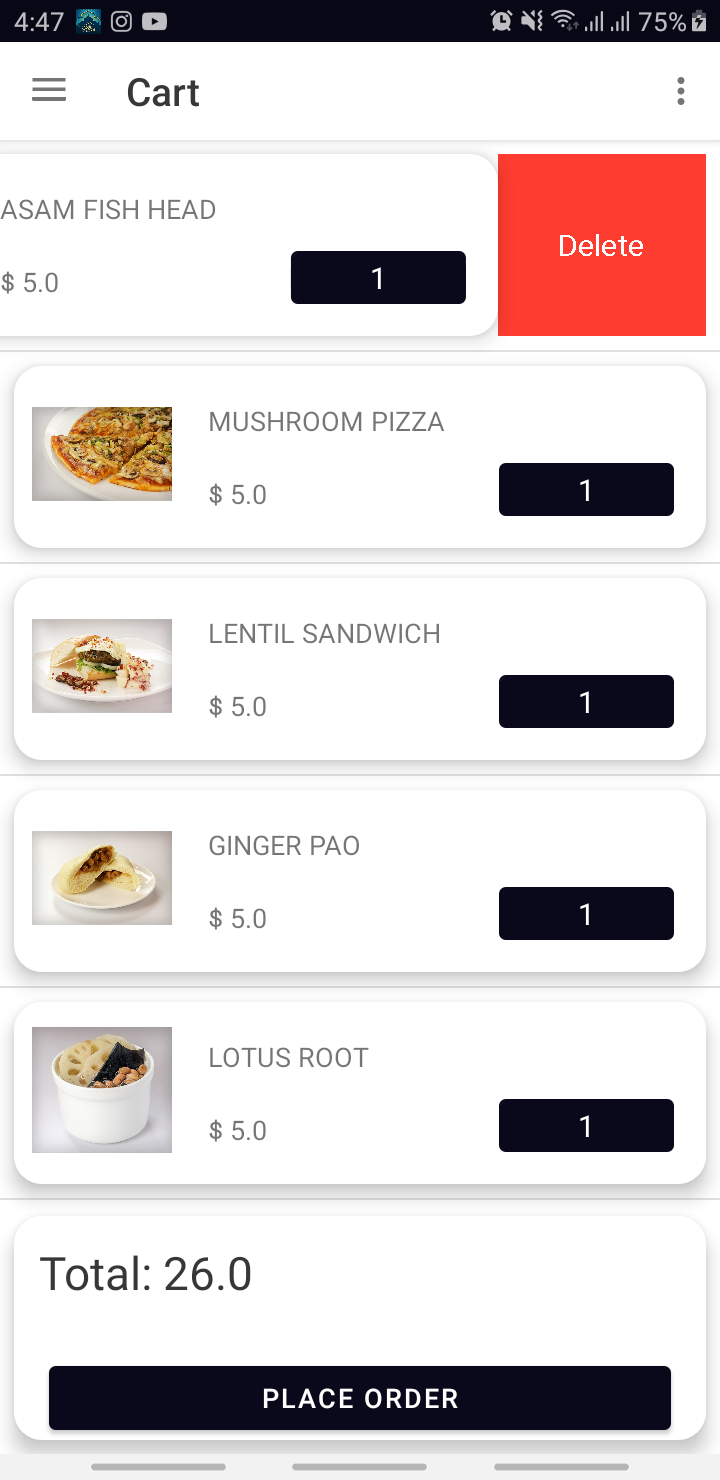 4:47 75%
Cart
ASAM FISH HEAD
$ 5.0 1
Delete
MUSHROOM PIZZA
$ 5.0 1
LENTIL SANDWICH
$ 5.0 1
GINGER PAO
$ 5.0 1
LOTUS ROOT
$ 5.0 1
Total: 26.0
PLACE ORDER